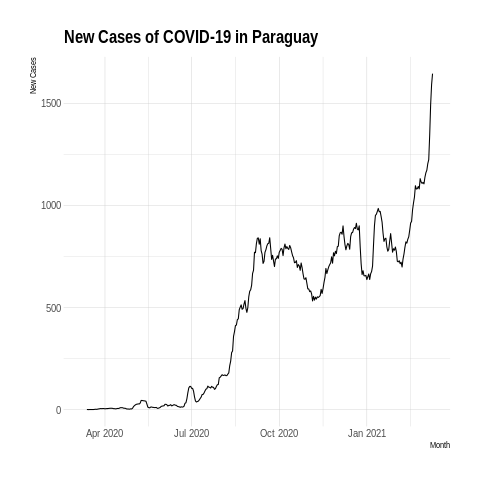 New Cases of COVID-19 in Paraguay
New Cases
1500
1000
500
0
Apr 2020 Jul 2020 Oct 2020 Jan 2021
Month